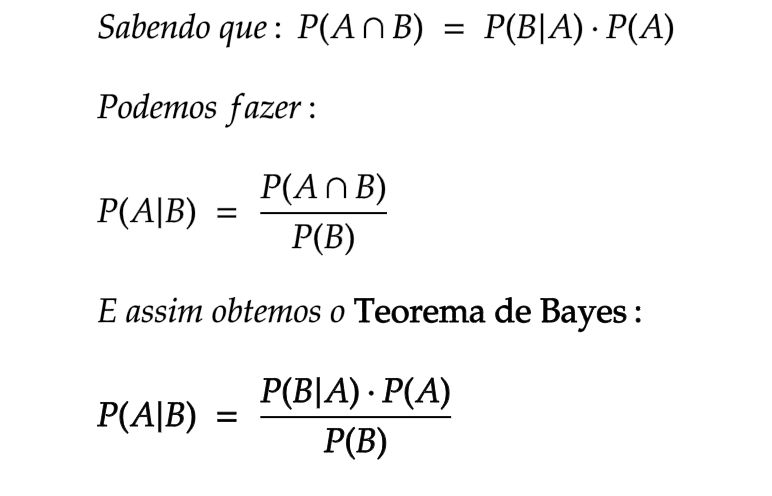 Sabendo que : P(A ∩ B) = P(B|A) · P(A)
Podemos fazer :
P(A|B) = P(A ∩ B) / P(B)
E assim obtemos o Teorema de Bayes :
P(A|B) = P(B|A) · P(A) / P(B)